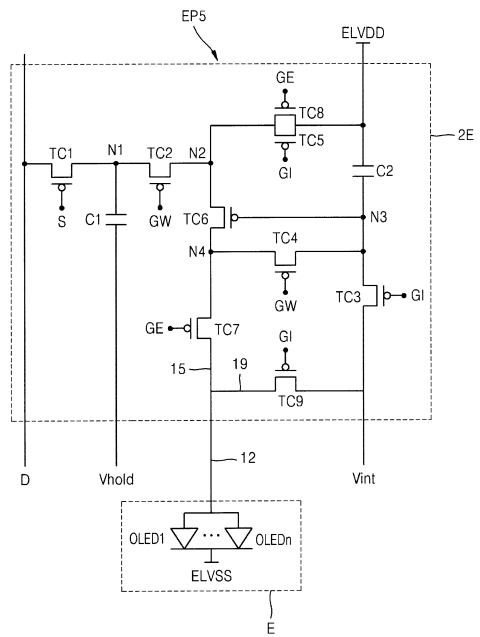 EP5
ELVDD
GE
TC8
2E
TC1
N1
TC2
N2
TC5
GI
C2
S
C1
GW
TC6
N3
N4
TC4
GW
TC3
GI
GE
TC7
GI
15
19
TC9
D
Vhold
12
Vint
OLED1
OLEDn
ELVSS
E